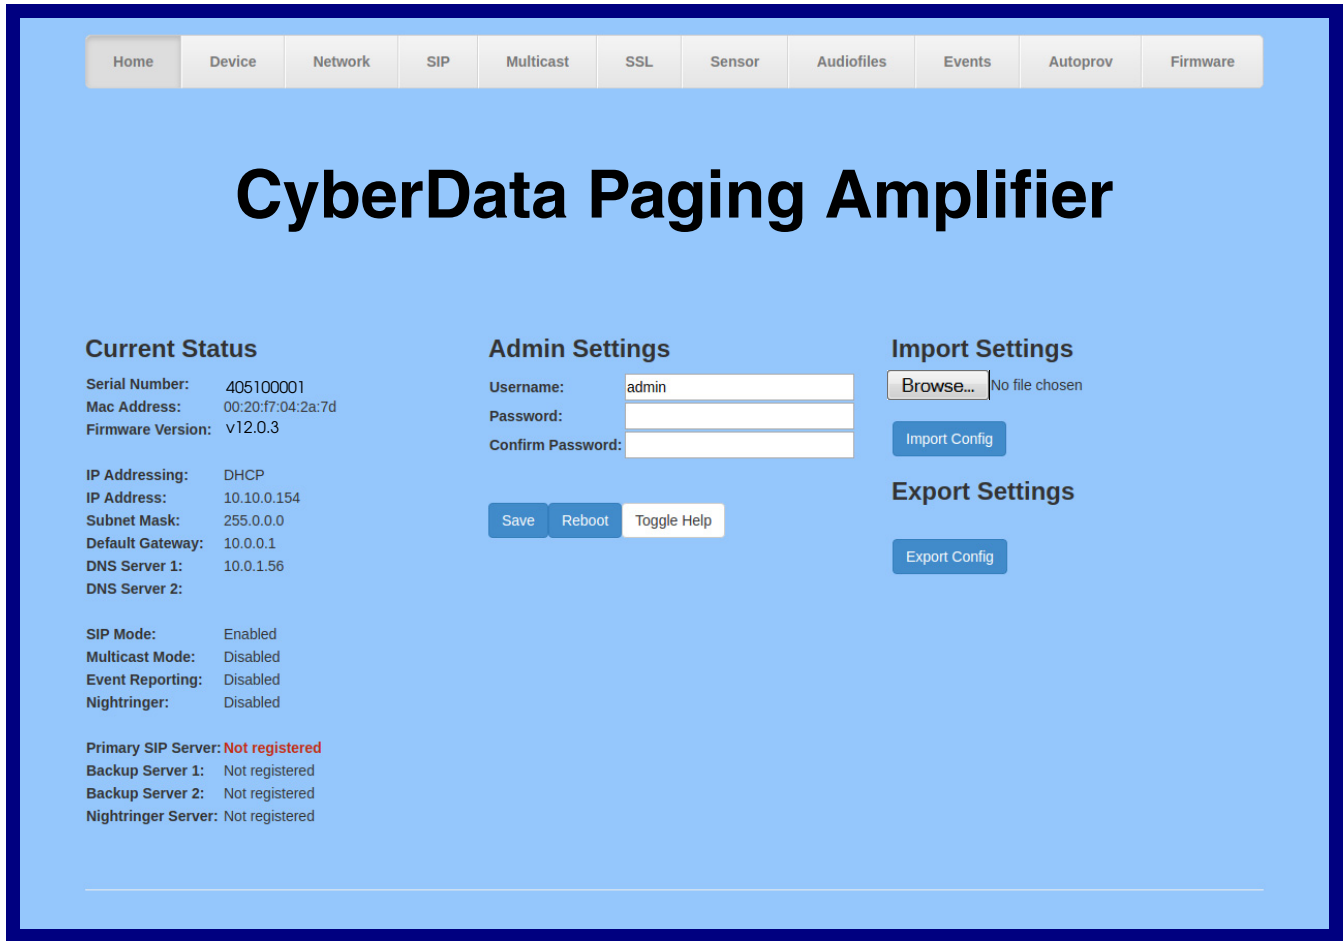 Home Device Network SIP Multicast SSL Sensor Audiofiles Events Autoprov Firmware
CyberData Paging Amplifier
Current Status
Serial Number: 405100001
Mac Address: 00:20:f7:04:2a:7d
Firmware Version: v12.0.3
IP Addressing: DHCP
IP Address: 10.10.0.154
Subnet Mask: 255.0.0.0
Default Gateway: 10.0.0.1
DNS Server 1: 10.0.1.56
DNS Server 2:
SIP Mode: Enabled
Multicast Mode: Disabled
Event Reporting: Disabled
Nightringer: Disabled
Primary SIP Server: Not registered
Backup Server 1: Not registered
Backup Server 2: Not registered
Nightringer Server: Not registered
Admin Settings
Username: admin
Password:
Confirm Password:
Save Reboot Toggle Help
Import Settings
Browse... No file chosen
Import Config
Export Settings
Export Config